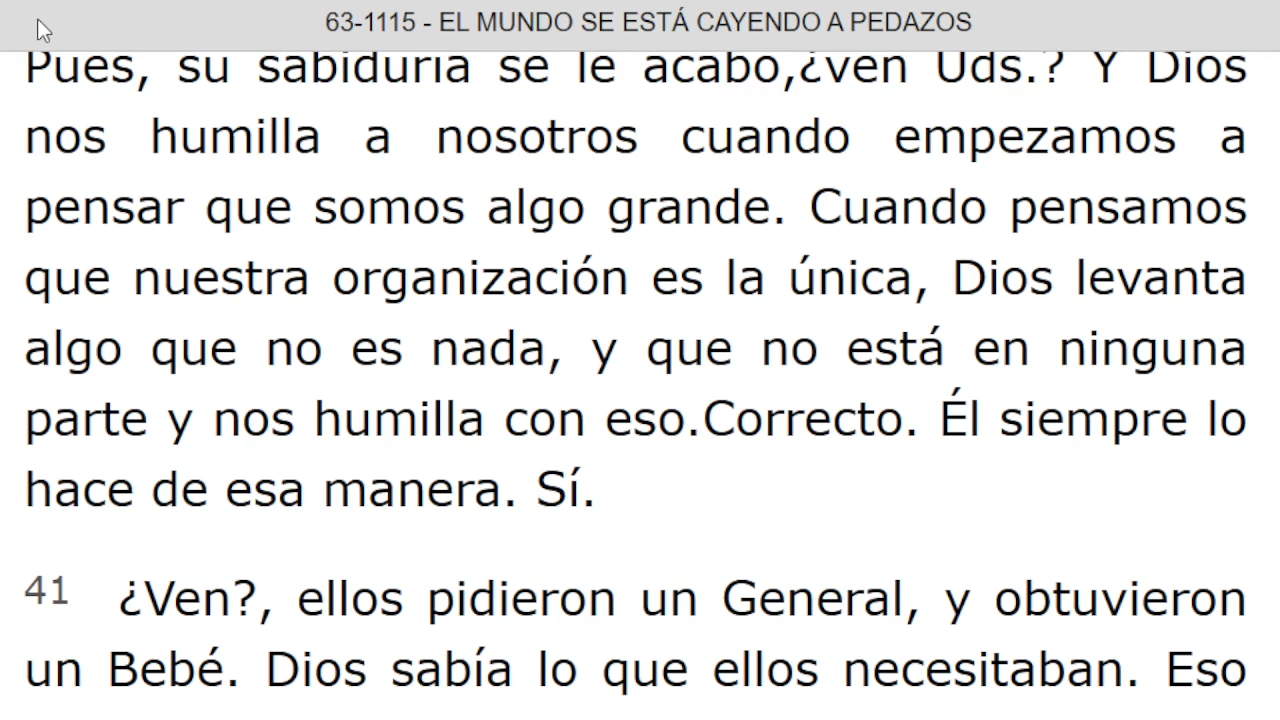 63-1115 - EL MUNDO SE ESTÁ CAYENDO A PEDAZOS
Pues, su sabiduría se le acabo,¿ven Uds.? Y Dios
nos humilla a nosotros cuando empezamos a
pensar que somos algo grande. Cuando pensamos
que nuestra organización es la única, Dios levanta
algo que no es nada, y que no está en ninguna
parte y nos humilla con eso.Correcto. Él siempre lo
hace de esa manera. Sí.
41 ¿Ven?, ellos pidieron un General, y obtuvieron
un Bebé. Dios sabía lo que ellos necesitaban. Eso